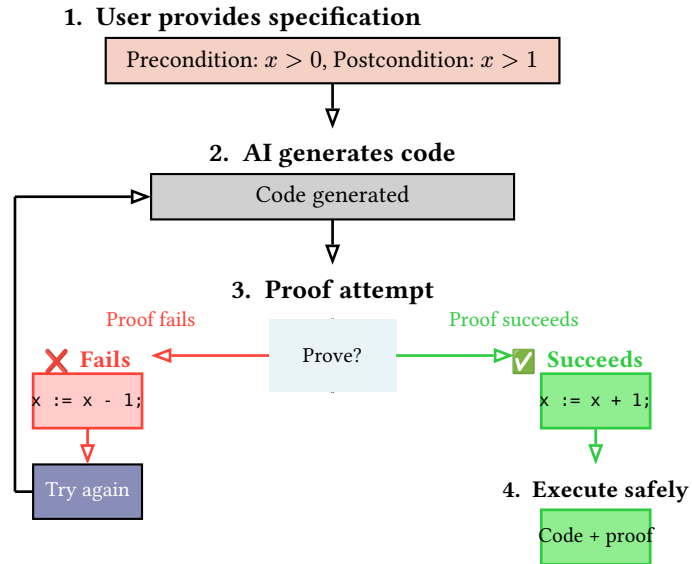 1. User provides specification
Precondition: x > 0, Postcondition: x > 1
2. AI generates code
Code generated
3. Proof attempt
Proof fails
Proof succeeds
Prove?
❌ Fails
✅ Succeeds
x := x - 1;
x := x + 1;
Try again
4. Execute safely
Code + proof